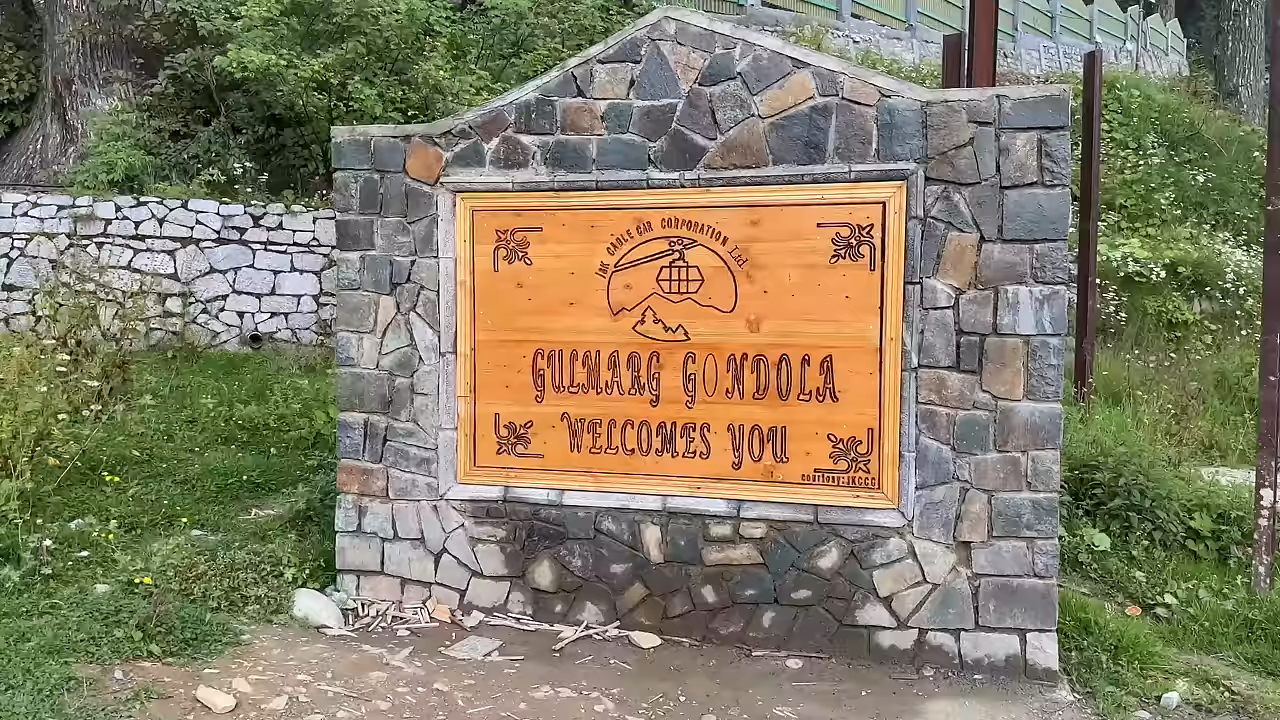 J&K CABLE CAR CORPORATION Ltd.
GULMARG GONDOLA
WELCOMES YOU
courtesy:JKCCC